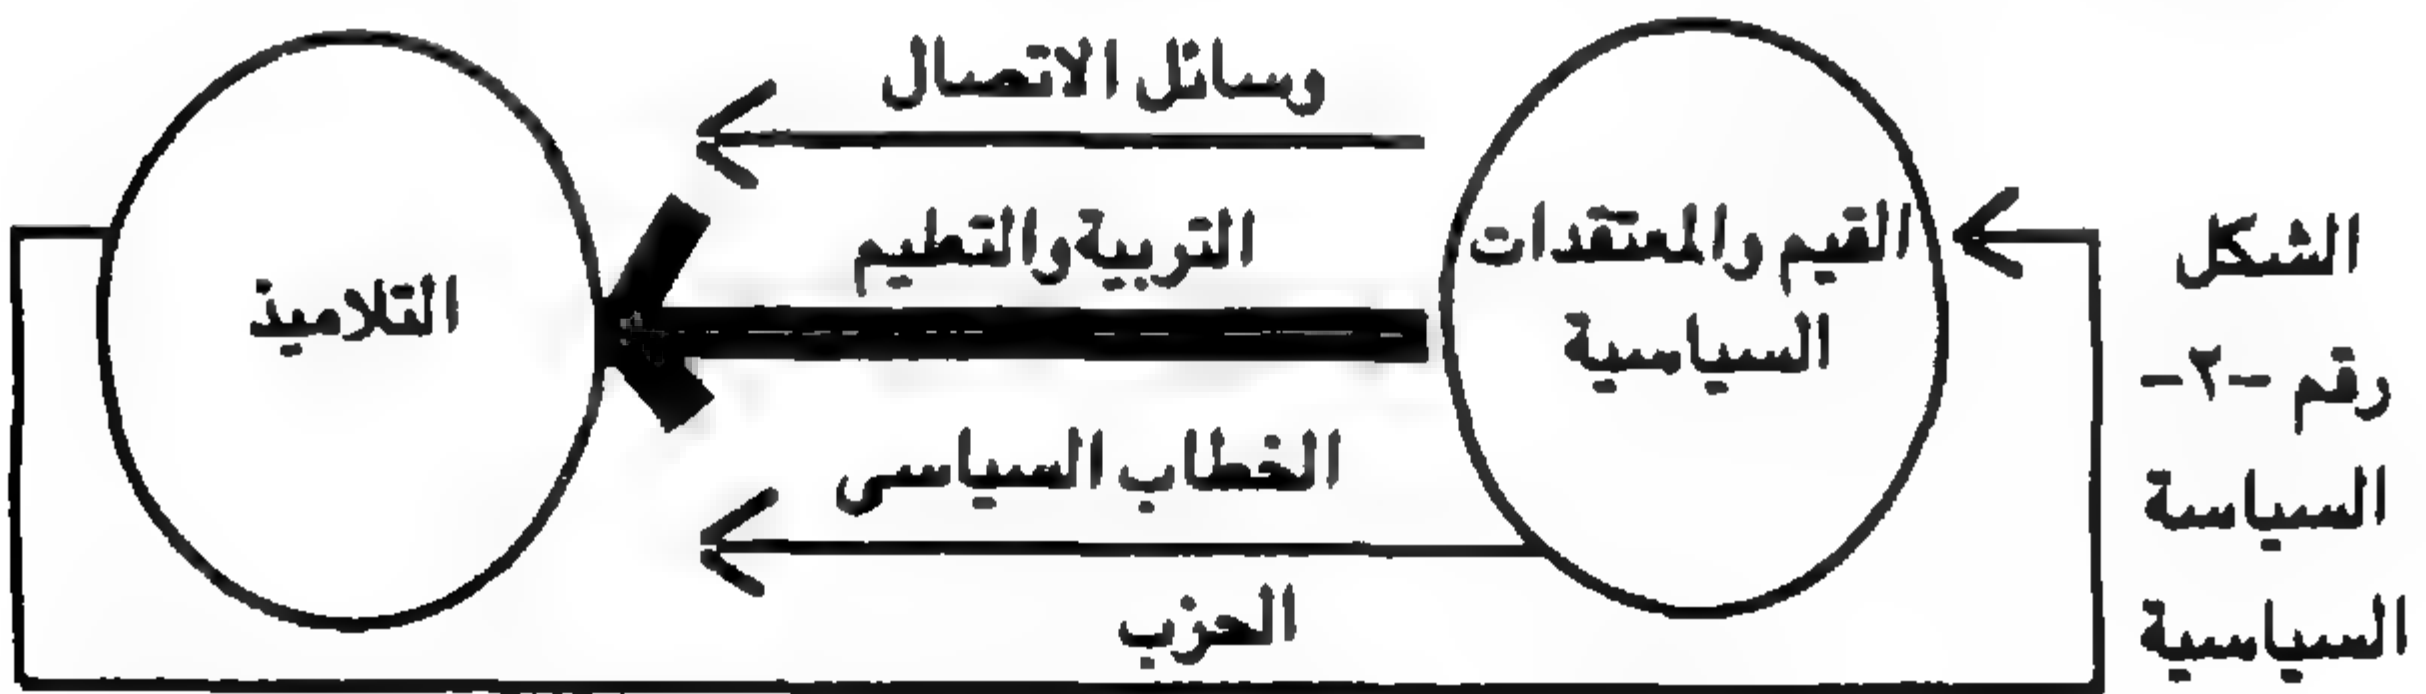 الشكل
رقم -٢-
السياسة
السياسية
القيم والمعتقدات
السياسية
وسائل الاتصال
التربية والتعليم
الخطاب السياسى
الحزب
التلاميذ